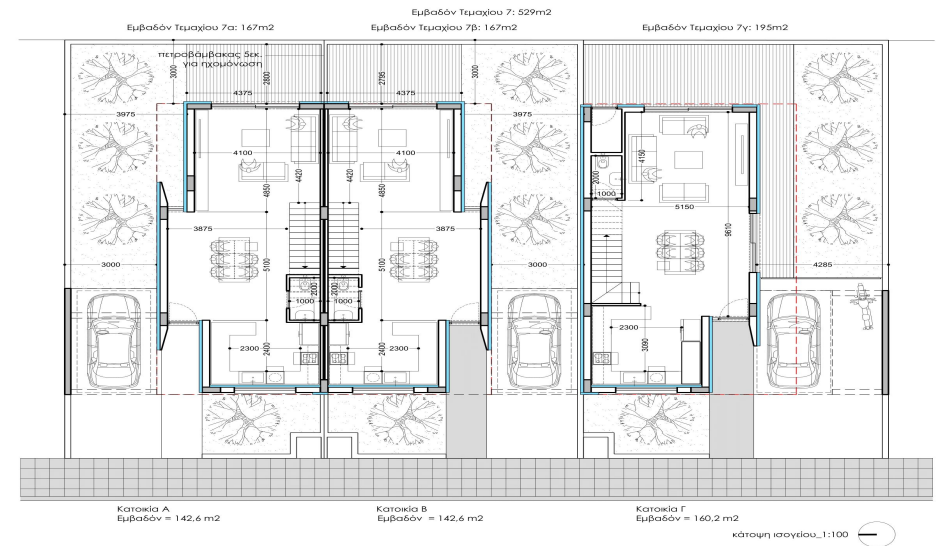 Εμβαδόν Τεμαχίου 7: 529m2
Εμβαδόν Τεμαχίου 7α: 167m2
Εμβαδόν Τεμαχίου 7β: 167m2
Εμβαδόν Τεμαχίου 7γ: 195m2
πετροβάμβακας 5εκ.
για ηχομόνωση
3000
2800
2795
3000
4375
4375
3975
3975
4100
4100
4150
4850
4420
4420
4850
2000
1000
5150
3875
3875
9610
3000
5100
5100
3000
4285
2000
1000
1000
2300
2400
2400
2300
2300
3090
Κατοικία Α
Εμβαδόν = 142,6 m2
Κατοικία Β
Εμβαδόν = 142,6 m2
Κατοικία Γ
Εμβαδόν = 160,2 m2
κάτοψη ισογείου_1:100